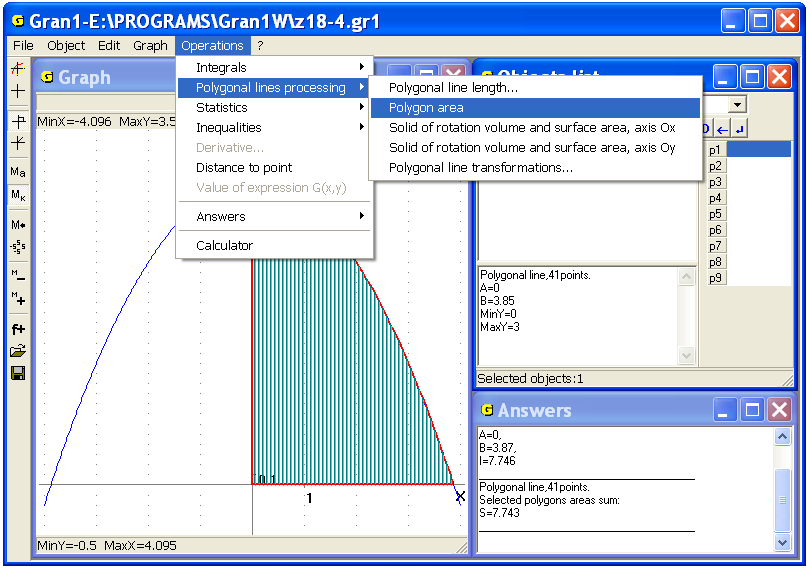 Gran1-E:\PROGRAMS\Gran1W\z18-4.gr1
File Object Edit Graph Operations ?
Graph
MinX=-4.096 MaxY=3.5
Integrals
Polygonal lines processing
Statistics
Inequalities
Derivative...
Distance to point
Value of expression G(x,y)
Answers
Calculator
Polygonal line length...
Polygon area
Solid of rotation volume and surface area, axis Ox
Solid of rotation volume and surface area, axis Oy
Polygonal line transformations...
Objects list
p1
p2
p3
p4
p5
p6
p7
p8
p9
Polygonal line,41points.
A=0
B=3.85
MinY=0
MaxY=3
Selected objects:1
Answers
A=0,
B=3.87,
I=7.746
Polygonal line,41points.
Selected polygons areas sum:
S=7.743
Ma
Mк
M
M
M
f+
1
X
MinY=-0.5 MaxX=4.095